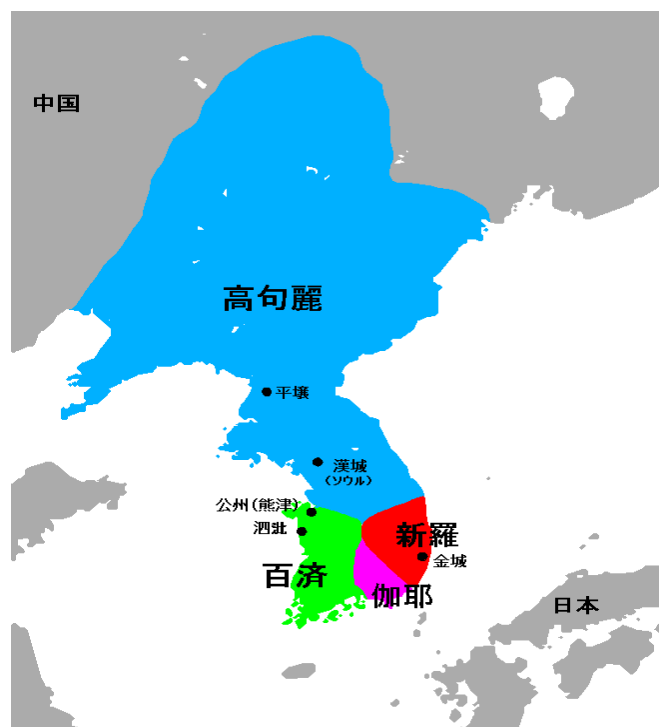 中国
高句麗
平壌
漢城
(ソウル)
公州(熊津)
泗沘
新羅
金城
百済
伽耶
日本